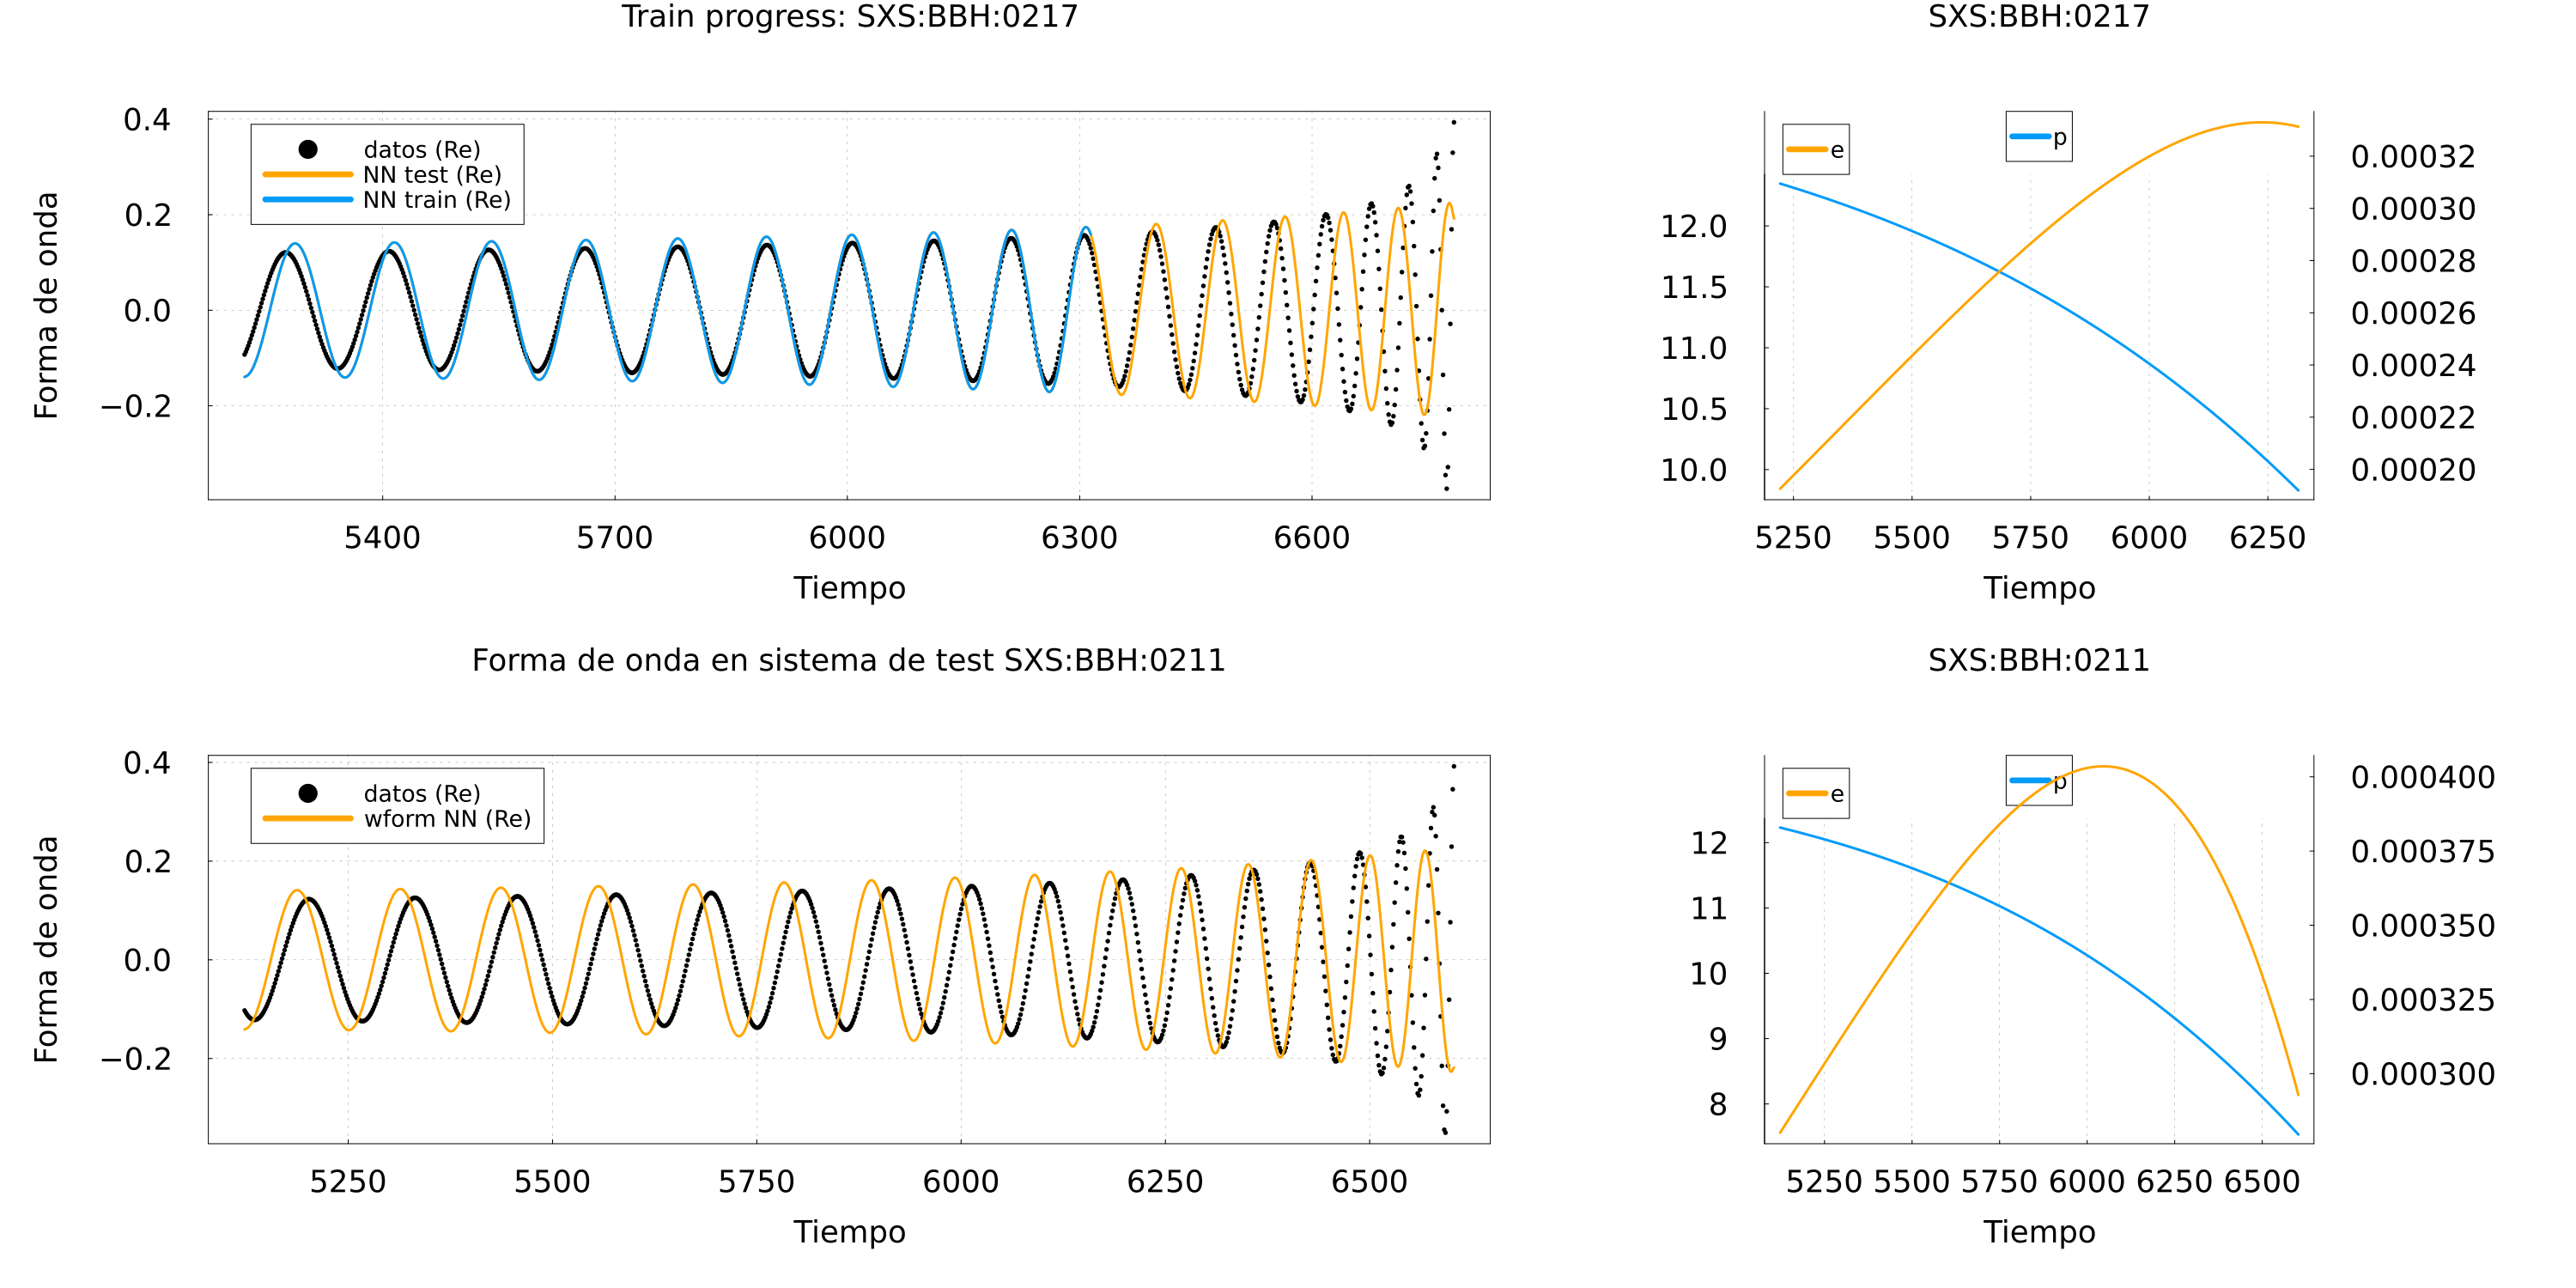 Train progress: SXS:BBH:0217
Forma de onda
0.4
0.2
0.0
−0.2
datos (Re)
NN test (Re)
NN train (Re)
5400 5700 6000 6300 6600
Tiempo
SXS:BBH:0217
e
p
12.0
11.5
11.0
10.5
10.0
0.00032
0.00030
0.00028
0.00026
0.00024
0.00022
0.00020
5250 5500 5750 6000 6250
Tiempo
Forma de onda en sistema de test SXS:BBH:0211
Forma de onda
0.4
0.2
0.0
−0.2
datos (Re)
wform NN (Re)
5250 5500 5750 6000 6250 6500
Tiempo
SXS:BBH:0211
e
p
12
11
10
9
8
0.000400
0.000375
0.000350
0.000325
0.000300
5250 5500 5750 6000 6250 6500
Tiempo